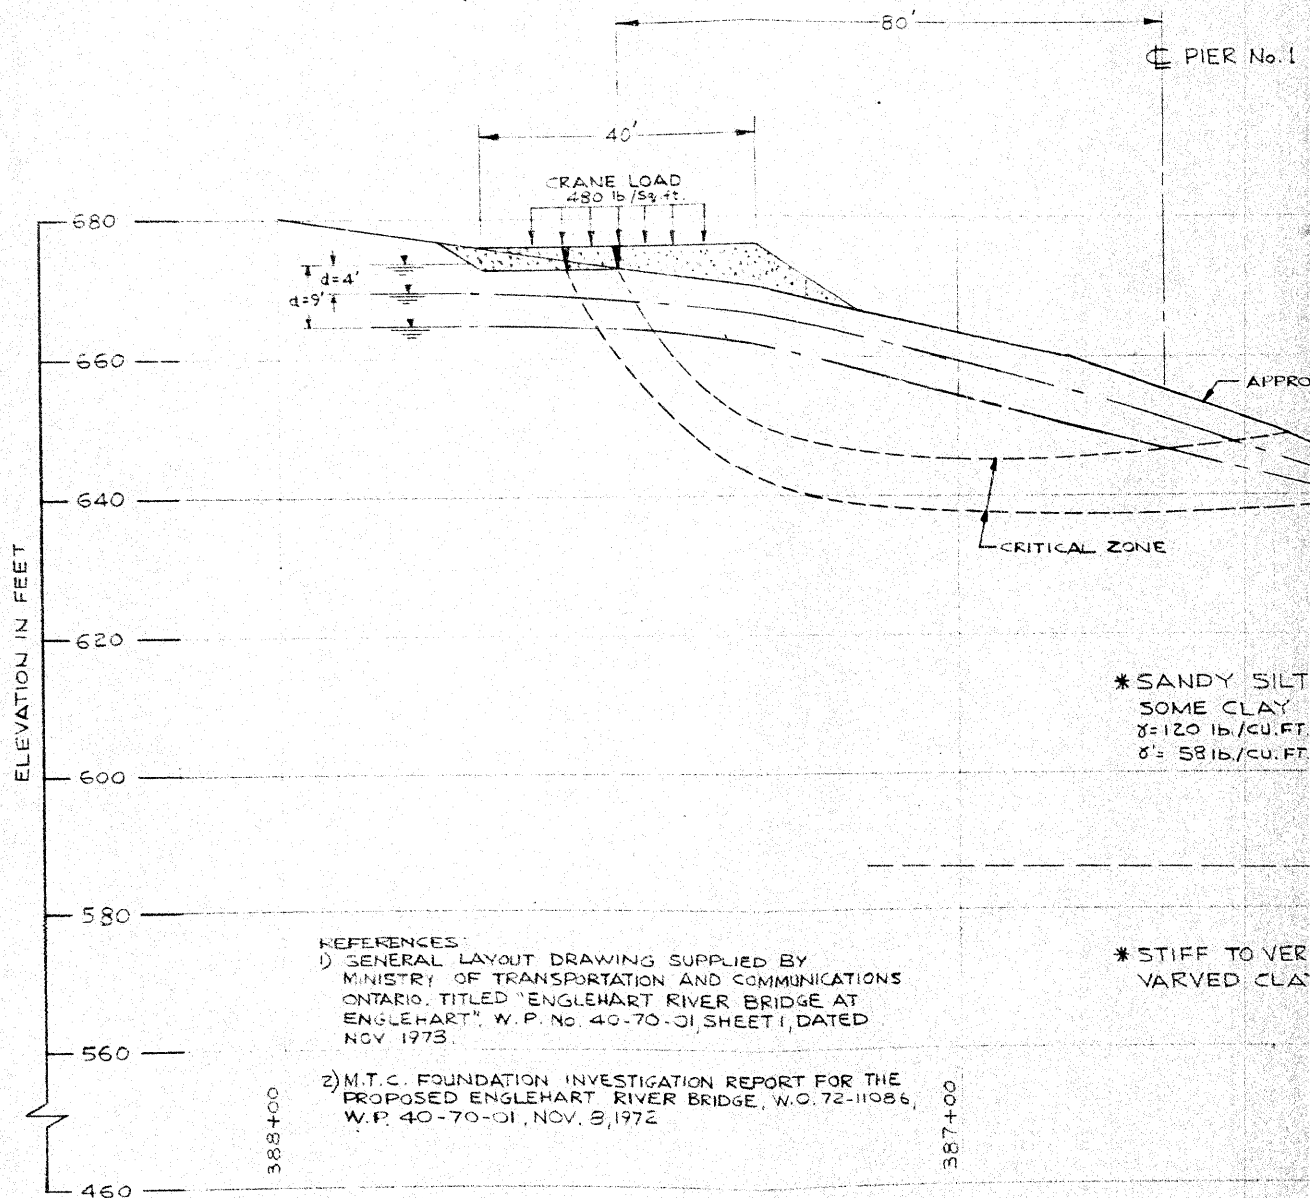 80'
℄ PIER No.1
40'
CRANE LOAD
480 lb/Sq.ft.
680
d=4'
d=9'
660
APPRO
640
CRITICAL ZONE
ELEVATION IN FEET
620
* SANDY SILT
SOME CLAY
γ=120 lb./CU.FT.
γ'= 58 lb./CU.FT.
600
580
REFERENCES:
1) GENERAL LAYOUT DRAWING SUPPLIED BY
MINISTRY OF TRANSPORTATION AND COMMUNICATIONS
ONTARIO. TITLED "ENGLEHART RIVER BRIDGE AT
ENGLEHART", W.P. No. 40-70-01, SHEET 1, DATED
NOV 1973.
* STIFF TO VER
VARVED CLA
560
2) M.T.C. FOUNDATION INVESTIGATION REPORT FOR THE
PROPOSED ENGLEHART RIVER BRIDGE, W.O. 72-11086,
W.P. 40-70-01, NOV. 8, 1972
388+00
387+00
460